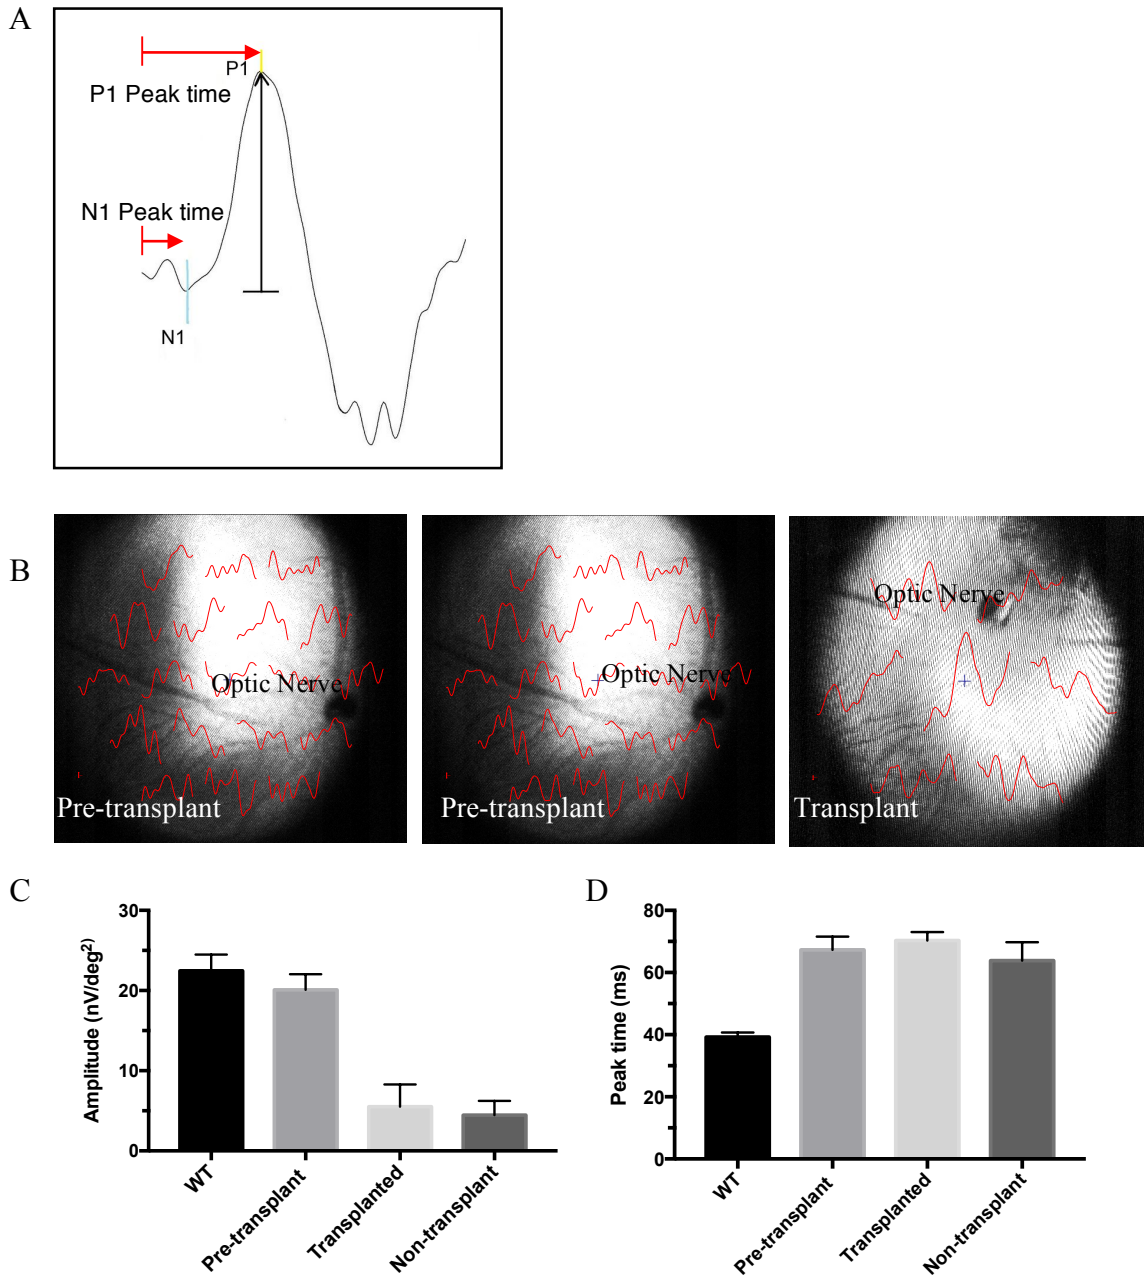 A
P1
P1 Peak time
N1 Peak time
N1
B
Optic Nerve
Pre-transplant
Optic Nerve
Pre-transplant
Optic Nerve
Transplant
C
30
20
10
0
Amplitude (nV/deg²)
WT
Pre-transplant
Transplanted
Non-transplant
D
80
60
40
20
0
Peak time (ms)
WT
Pre-transplant
Transplanted
Non-transplant